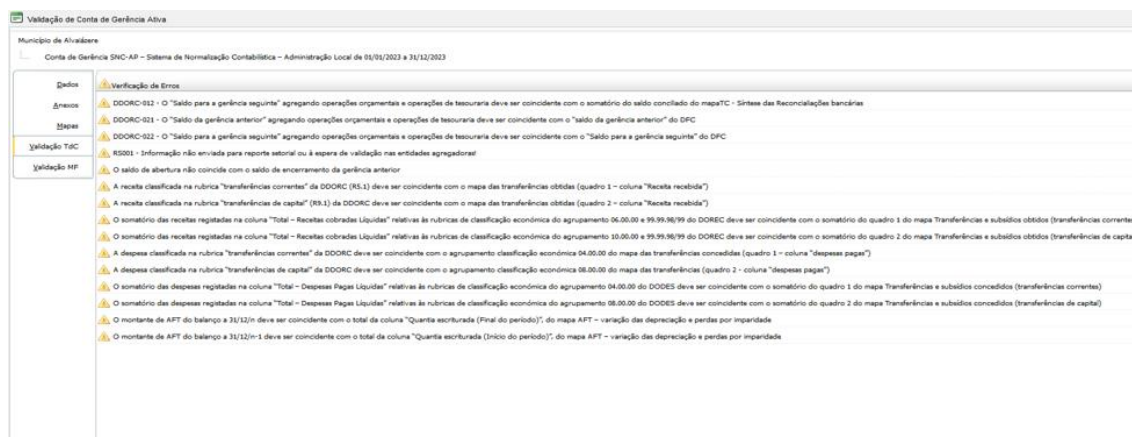 Validação de Conta de Gerência Ativa
Município de Alvaiázere
Conta de Gerência SNC-AP – Sistema de Normalização Contabilística – Administração Local de 01/01/2023 a 31/12/2023
Dados
Anexos
Mapas
Validação TdC
Validação MF
Verificação de Erros
DDORC-012 - O "Saldo para a gerência seguinte" agregando operações orçamentais e operações de tesouraria deve ser coincidente com o somatório do saldo conciliado do mapaTC - Síntese das Reconcialiações bancárias
DDORC-021 - O "Saldo da gerência anterior" agregando operações orçamentais e operações de tesouraria deve ser coincidente com o "saldo da gerência anterior" do DFC
DDORC-022 - O "Saldo para a gerência seguinte" agregando operações orçamentais e operações de tesouraria deve ser coincidente com o "Saldo para a gerência seguinte" do DFC
RS001 - Informação não enviada para reporte setorial ou à espera de validação nas entidades agregadoras!
O saldo de abertura não coincide com o saldo de encerramento da gerência anterior
A receita classificada na rubrica "transferências correntes" da DDORC (R5.1) deve ser coincidente com o mapa das transferências obtidas (quadro 1 – coluna "Receita recebida")
A receita classificada na rubrica "transferências de capital" (R9.1) da DDORC deve ser coincidente com o mapa das transferências obtidas (quadro 2 – coluna "Receita recebida")
O somatório das receitas registadas na coluna "Total – Receitas cobradas Líquidas" relativas às rubricas de classificação económica do agrupamento 06.00.00 e 99.99.98/99 do DOREC deve ser coincidente com o somatório do quadro 1 do mapa Transferências e subsídios obtidos (transferências correntes
O somatório das receitas registadas na coluna "Total – Receitas cobradas Líquidas" relativas às rubricas de classificação económica do agrupamento 10.00.00 e 99.99.98/99 do DOREC deve ser coincidente com o somatório do quadro 2 do mapa Transferências e subsídios obtidos (transferências de capita
A despesa classificada na rubrica "transferências correntes" da DDORC deve ser coincidente com o agrupamento classificação económica 04.00.00 do mapa das transferências concedidas (quadro 1 – coluna "despesas pagas")
A despesa classificada na rubrica "transferências de capital" da DDORC deve ser coincidente com o agrupamento classificação económica 08.00.00 do mapa das transferências (quadro 2 - coluna "despesas pagas")
O somatório das despesas registadas na coluna "Total – Despesas Pagas Líquidas" relativas às rubricas de classificação económica do agrupamento 04.00.00 do DODES deve ser coincidente com o somatório do quadro 1 do mapa Transferências e subsídios concedidos (transferências correntes)
O somatório das despesas registadas na coluna "Total – Despesas Pagas Líquidas" relativas às rubricas de classificação económica do agrupamento 08.00.00 do DODES deve ser coincidente com o somatório do quadro 2 do mapa Transferências e subsídios concedidos (transferências de capital)
O montante de AFT do balanço a 31/12/n deve ser coincidente com o total da coluna "Quantia escriturada (Final do período)", do mapa AFT – variação das depreciação e perdas por imparidade
O montante de AFT do balanço a 31/12/n-1 deve ser coincidente com o total da coluna "Quantia escriturada (Início do período)", do mapa AFT – variação das depreciação e perdas por imparidade